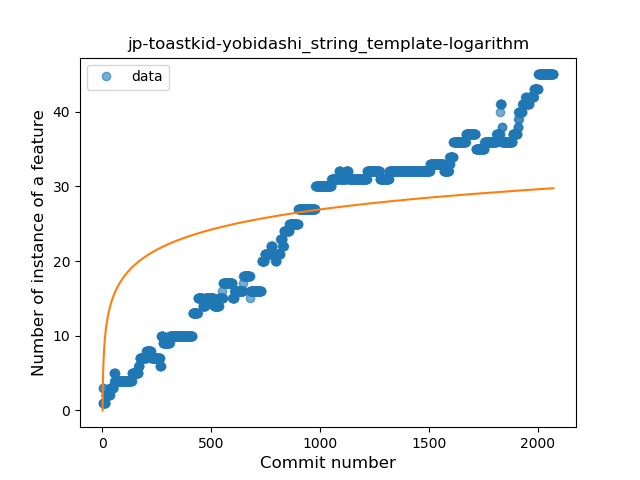 jp-toastkid-yobidashi_string_template-logarithm
data
Number of instance of a feature
40
30
20
10
0
0 500 1000 1500 2000
Commit number